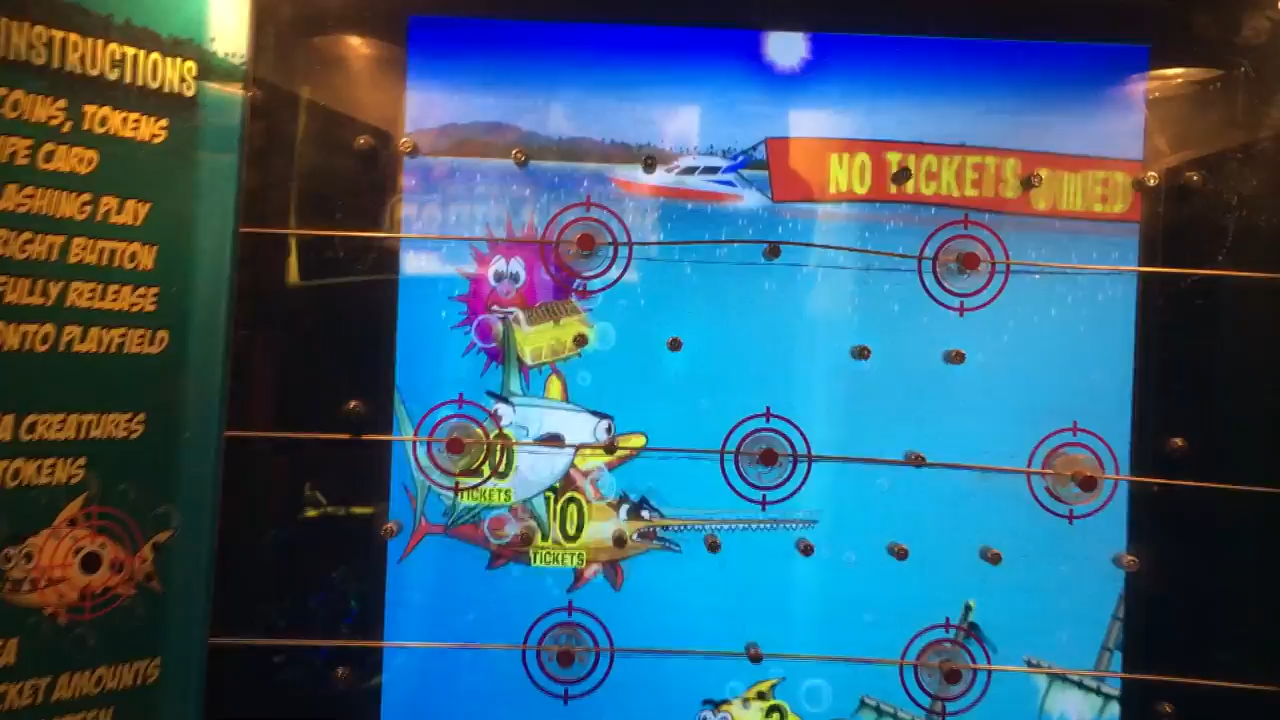 INSTRUCTIONS
COINS, TOKENS
IPE CARD
ASHING PLAY
RIGHT BUTTON
FULLY RELEASE
ONTO PLAYFIELD
A CREATURES
TOKENS
A
CKET AMOUNTS
NO TICKETS
20
TICKETS
10
TICKETS